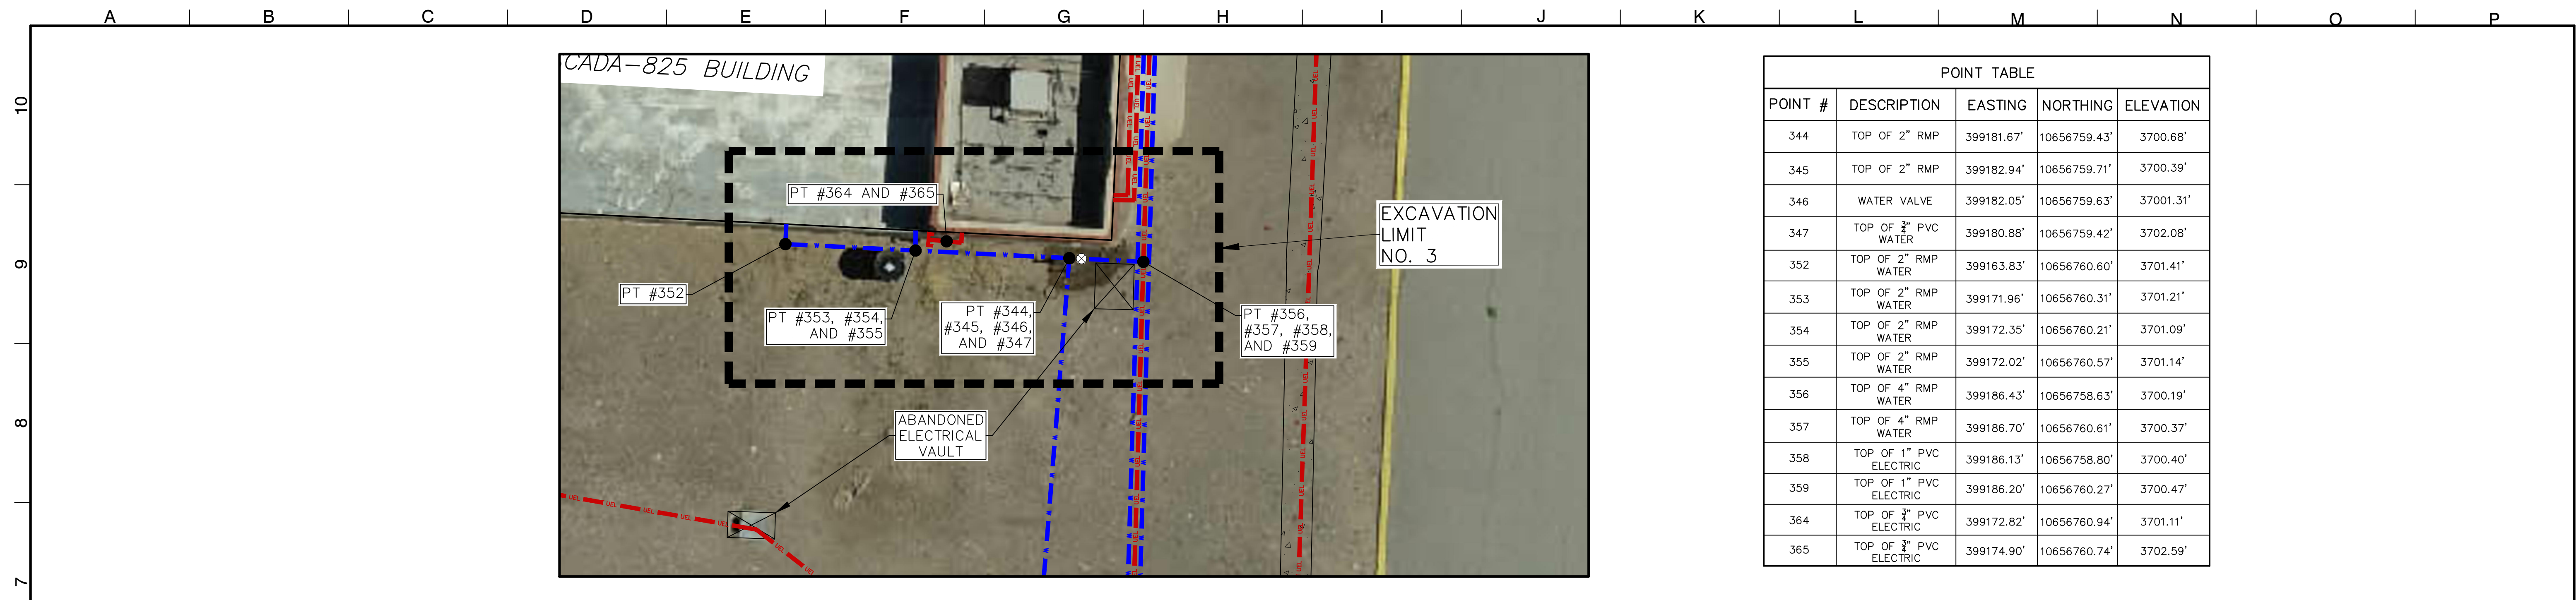 A B C D E F G H I J K L M N O P
10
9
8
7
CADA-825 BUILDING
PT #364 AND #365
EXCAVATION
LIMIT
NO. 3
PT #352
PT #353, #354,
AND #355
PT #344,
#345, #346,
AND #347
PT #356,
#357, #358,
AND #359
ABANDONED
ELECTRICAL
VAULT
UEL UEL UEL UEL UEL UEL
POINT TABLE
POINT # DESCRIPTION EASTING NORTHING ELEVATION
344 TOP OF 2" RMP 399181.67' 10656759.43' 3700.68'
345 TOP OF 2" RMP 399182.94' 10656759.71' 3700.39'
346 WATER VALVE 399182.05' 10656759.63' 37001.31'
347 TOP OF 3/4" PVC
WATER 399180.88' 10656759.42' 3702.08'
352 TOP OF 2" RMP
WATER 399163.83' 10656760.60' 3701.41'
353 TOP OF 2" RMP
WATER 399171.96' 10656760.31' 3701.21'
354 TOP OF 2" RMP
WATER 399172.35' 10656760.21' 3701.09'
355 TOP OF 2" RMP
WATER 399172.02' 10656760.57' 3701.14'
356 TOP OF 4" RMP
WATER 399186.43' 10656758.63' 3700.19'
357 TOP OF 4" RMP
WATER 399186.70' 10656760.61' 3700.37'
358 TOP OF 1" PVC
ELECTRIC 399186.13' 10656758.80' 3700.40'
359 TOP OF 1" PVC
ELECTRIC 399186.20' 10656760.27' 3700.47'
364 TOP OF 3/4" PVC
ELECTRIC 399172.82' 10656760.94' 3701.11'
365 TOP OF 3/4" PVC
ELECTRIC 399174.90' 10656760.74' 3702.59'